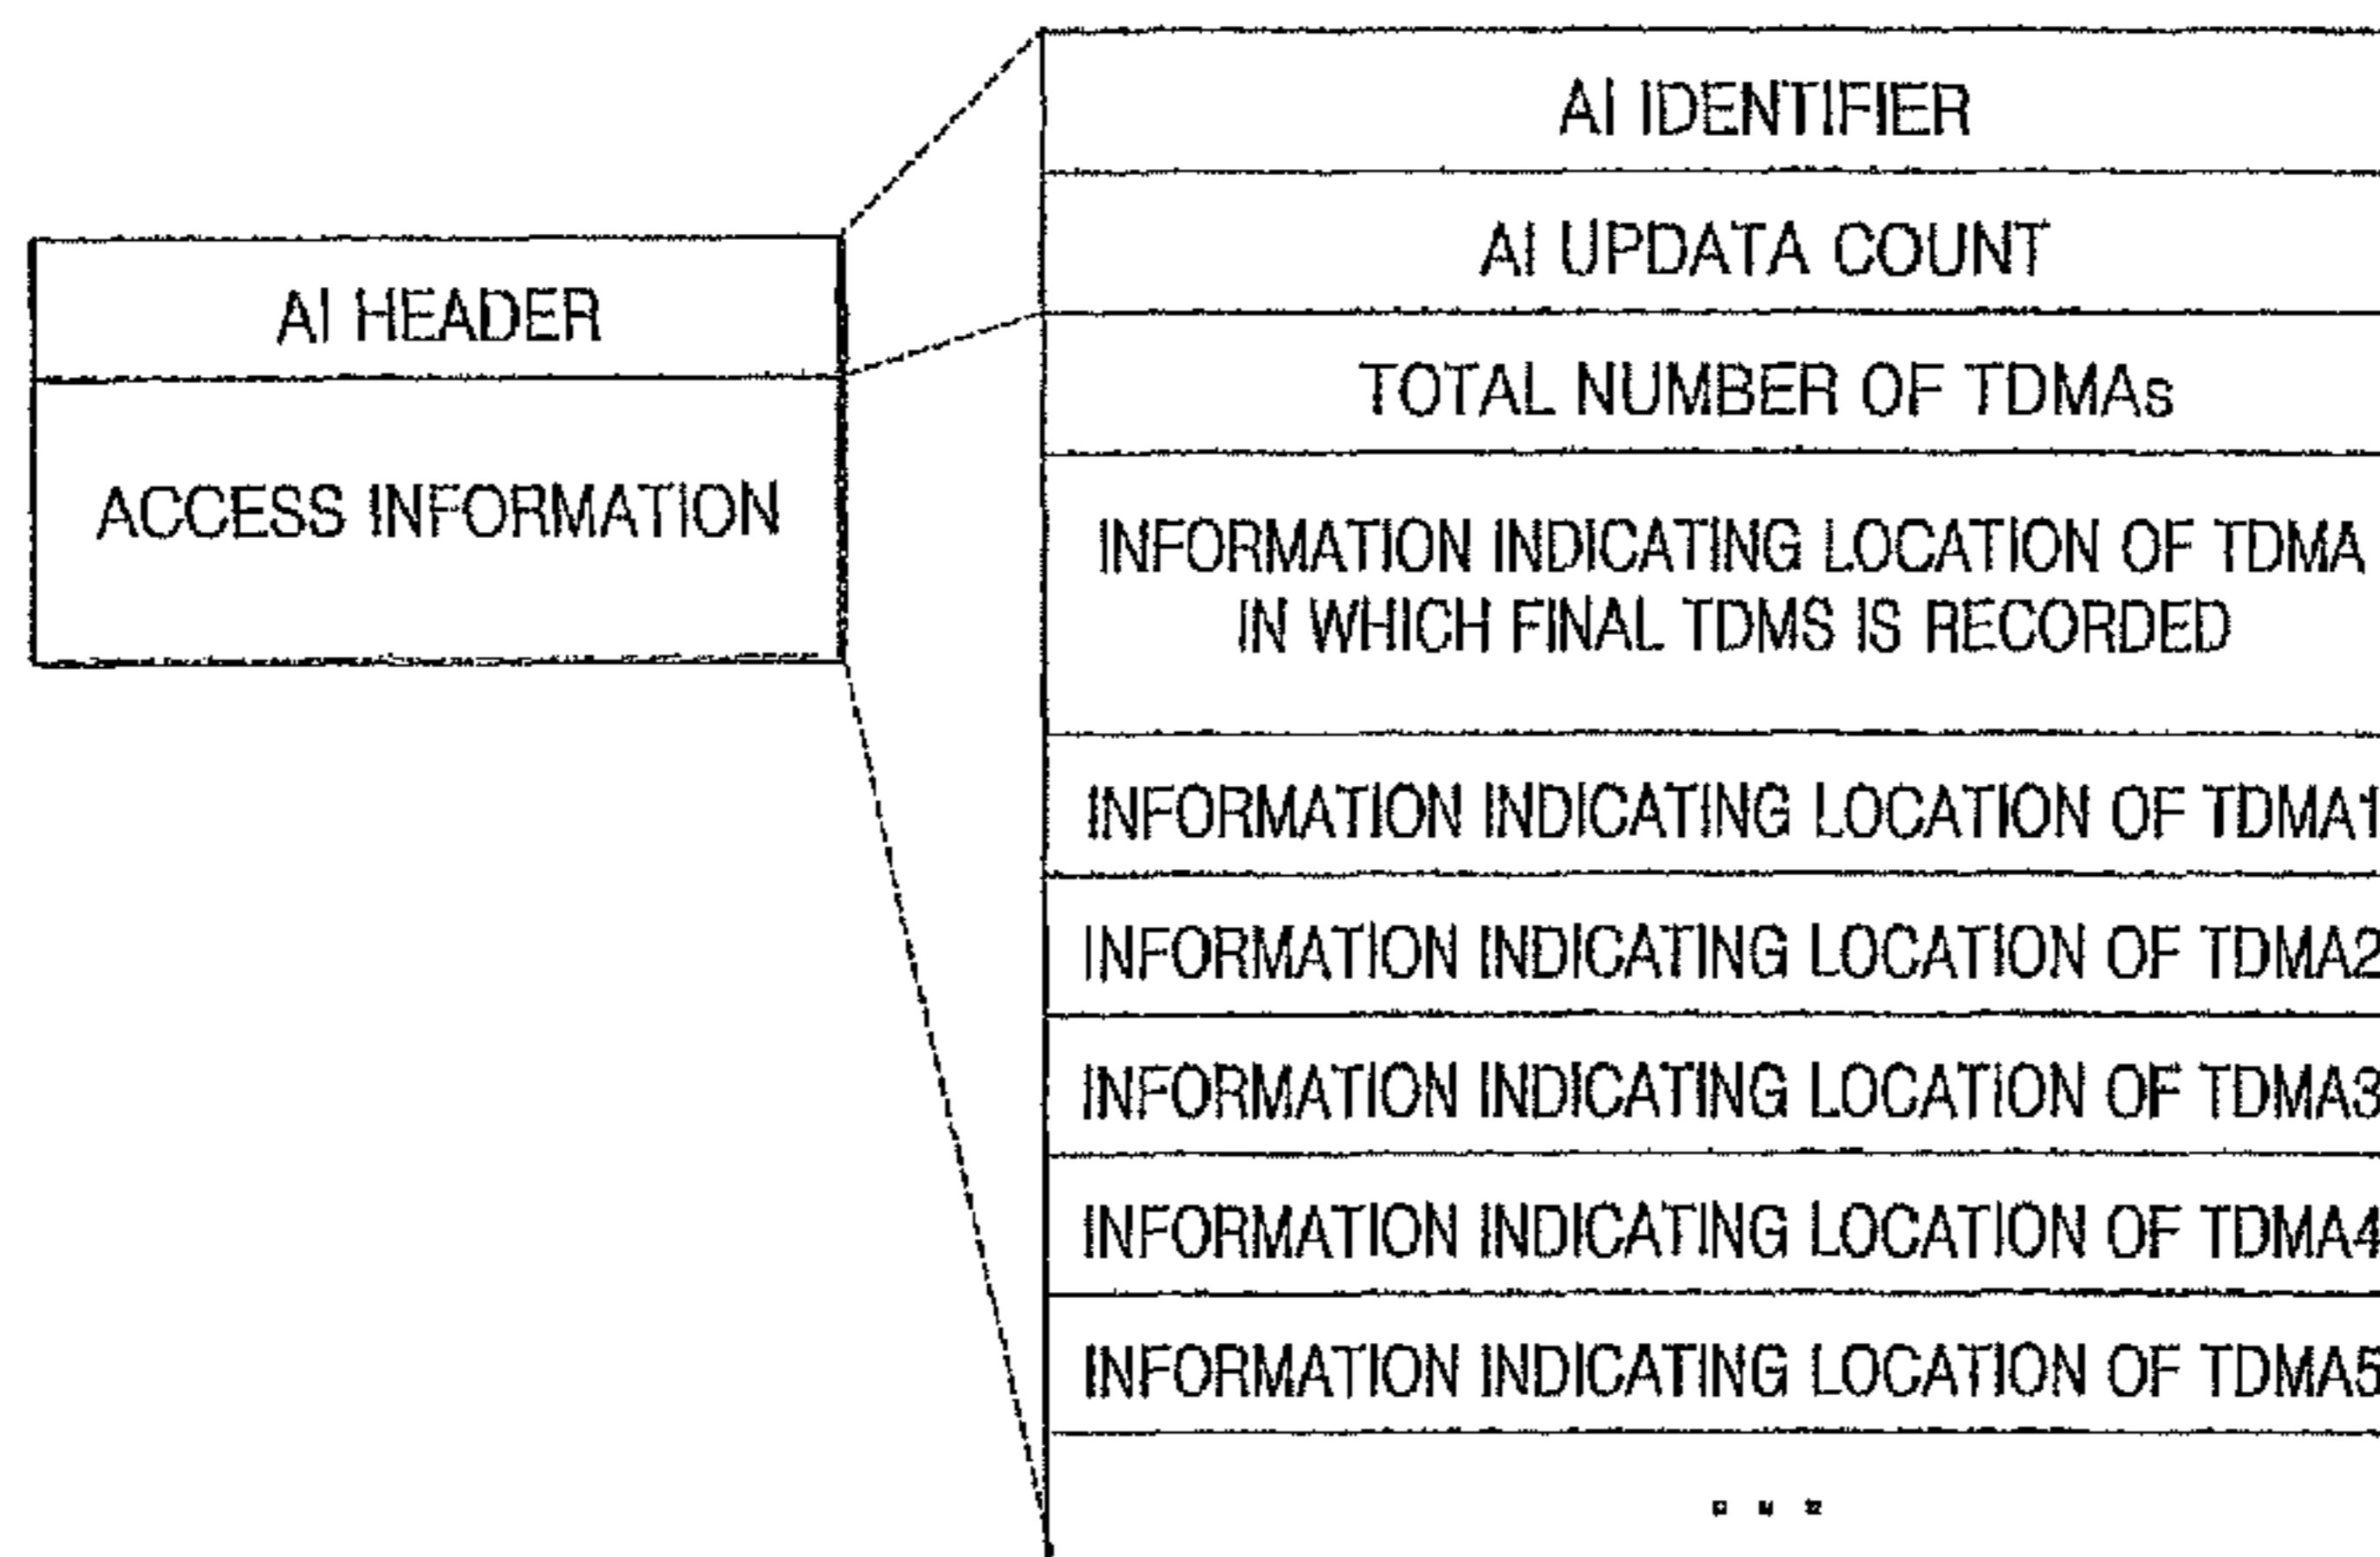 AI HEADER
ACCESS INFORMATION
AI IDENTIFIER
AI UPDATA COUNT
TOTAL NUMBER OF TDMAs
INFORMATION INDICATING LOCATION OF TDMA
IN WHICH FINAL TDMS IS RECORDED
INFORMATION INDICATING LOCATION OF TDMA1
INFORMATION INDICATING LOCATION OF TDMA2
INFORMATION INDICATING LOCATION OF TDMA3
INFORMATION INDICATING LOCATION OF TDMA4
INFORMATION INDICATING LOCATION OF TDMA5
...